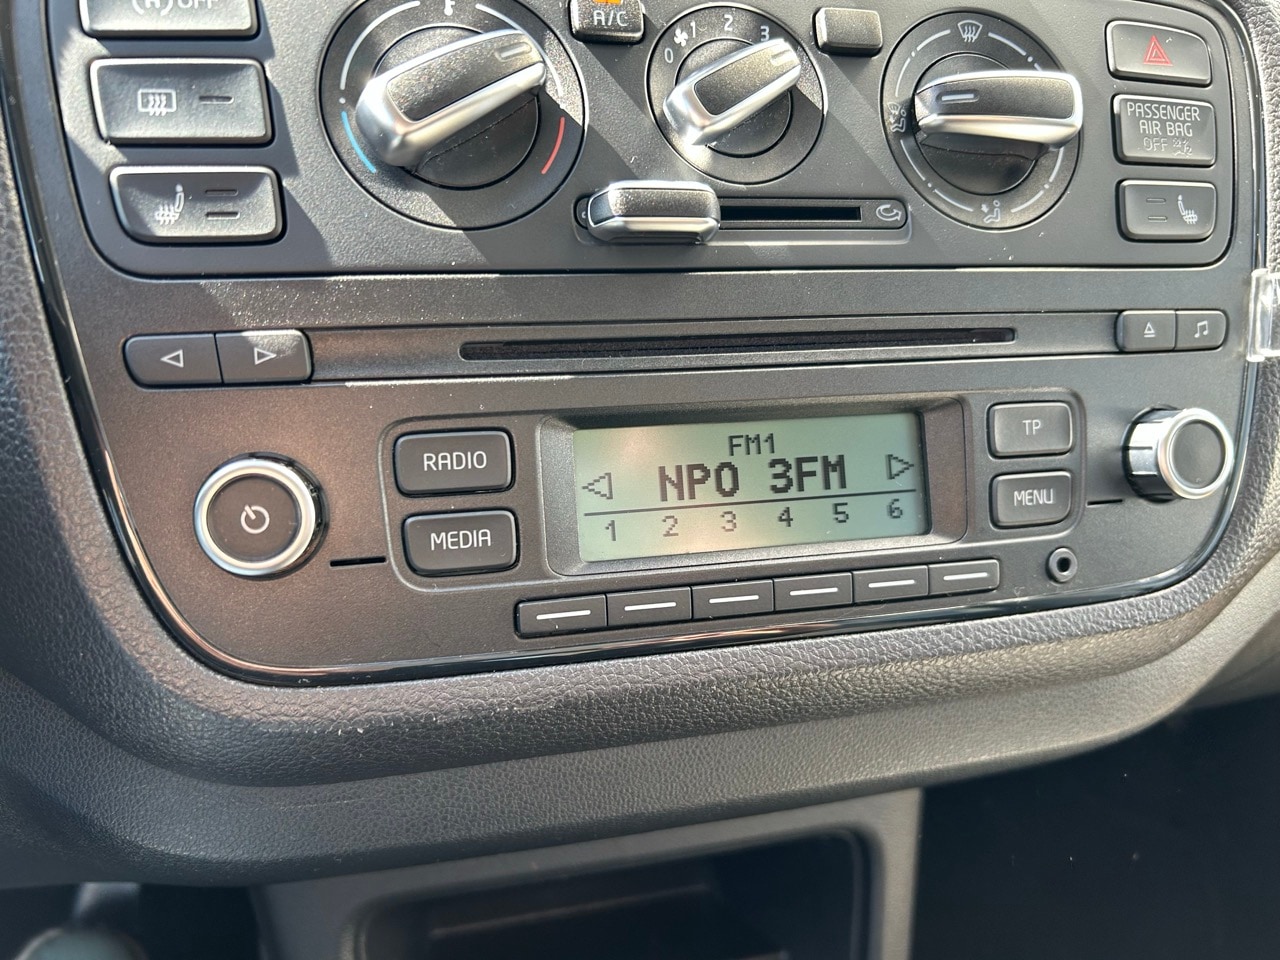 (A) OFF
A/C
0 1 2 3
PASSENGER
AIR BAG
OFF
RADIO
MEDIA
FM1
NPO 3FM
1 2 3 4 5 6
TP
MENU